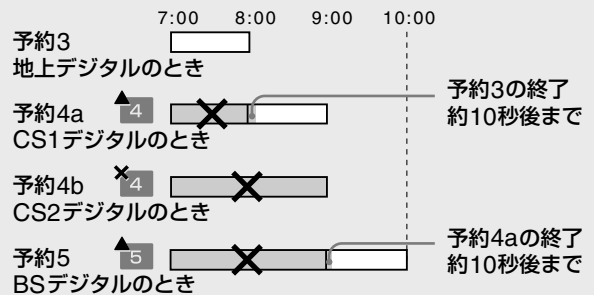 7:00 8:00 9:00 10:00
予約3
地上デジタルのとき
予約3の終了
約10秒後まで
▲ 4
予約4a
CS1デジタルのとき
× 4
予約4b
CS2デジタルのとき
予約4aの終了
約10秒後まで
▲ 5
予約5
BSデジタルのとき